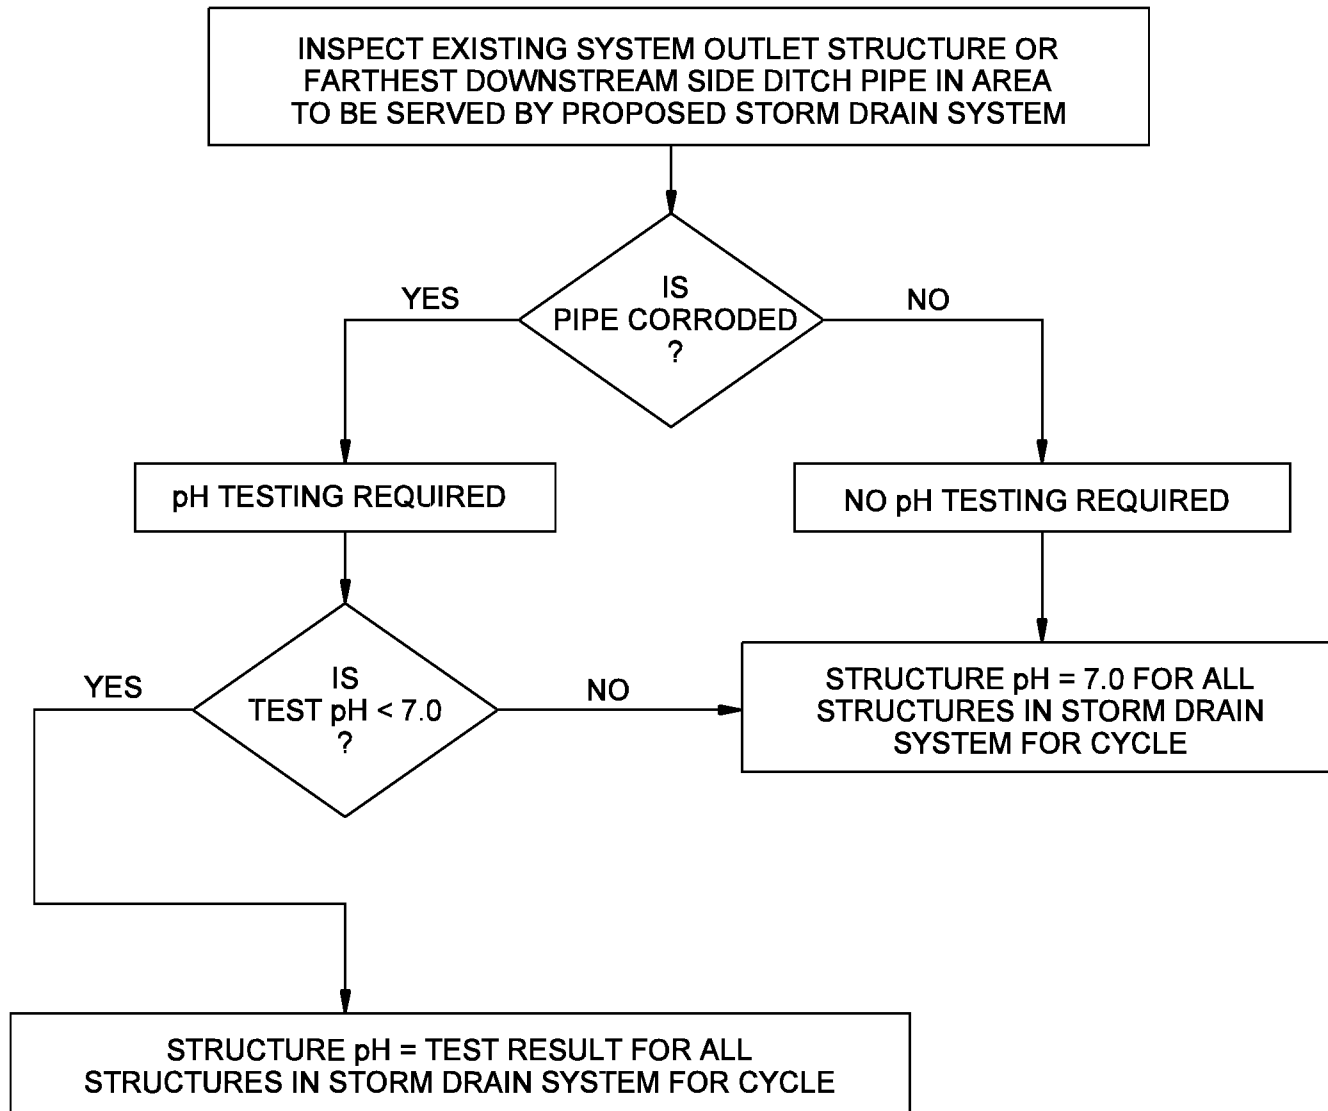 INSPECT EXISTING SYSTEM OUTLET STRUCTURE OR
FARTHEST DOWNSTREAM SIDE DITCH PIPE IN AREA
TO BE SERVED BY PROPOSED STORM DRAIN SYSTEM
IS
PIPE CORRODED
?
YES
NO
pH TESTING REQUIRED
NO pH TESTING REQUIRED
IS
TEST pH < 7.0
?
YES
NO
STRUCTURE pH = 7.0 FOR ALL
STRUCTURES IN STORM DRAIN
SYSTEM FOR CYCLE
STRUCTURE pH = TEST RESULT FOR ALL
STRUCTURES IN STORM DRAIN SYSTEM FOR CYCLE